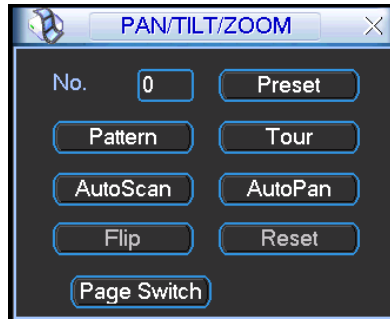 PAN/TILT/ZOOM
No. 0 Preset
Pattern Tour
AutoScan AutoPan
Flip Reset
Page Switch